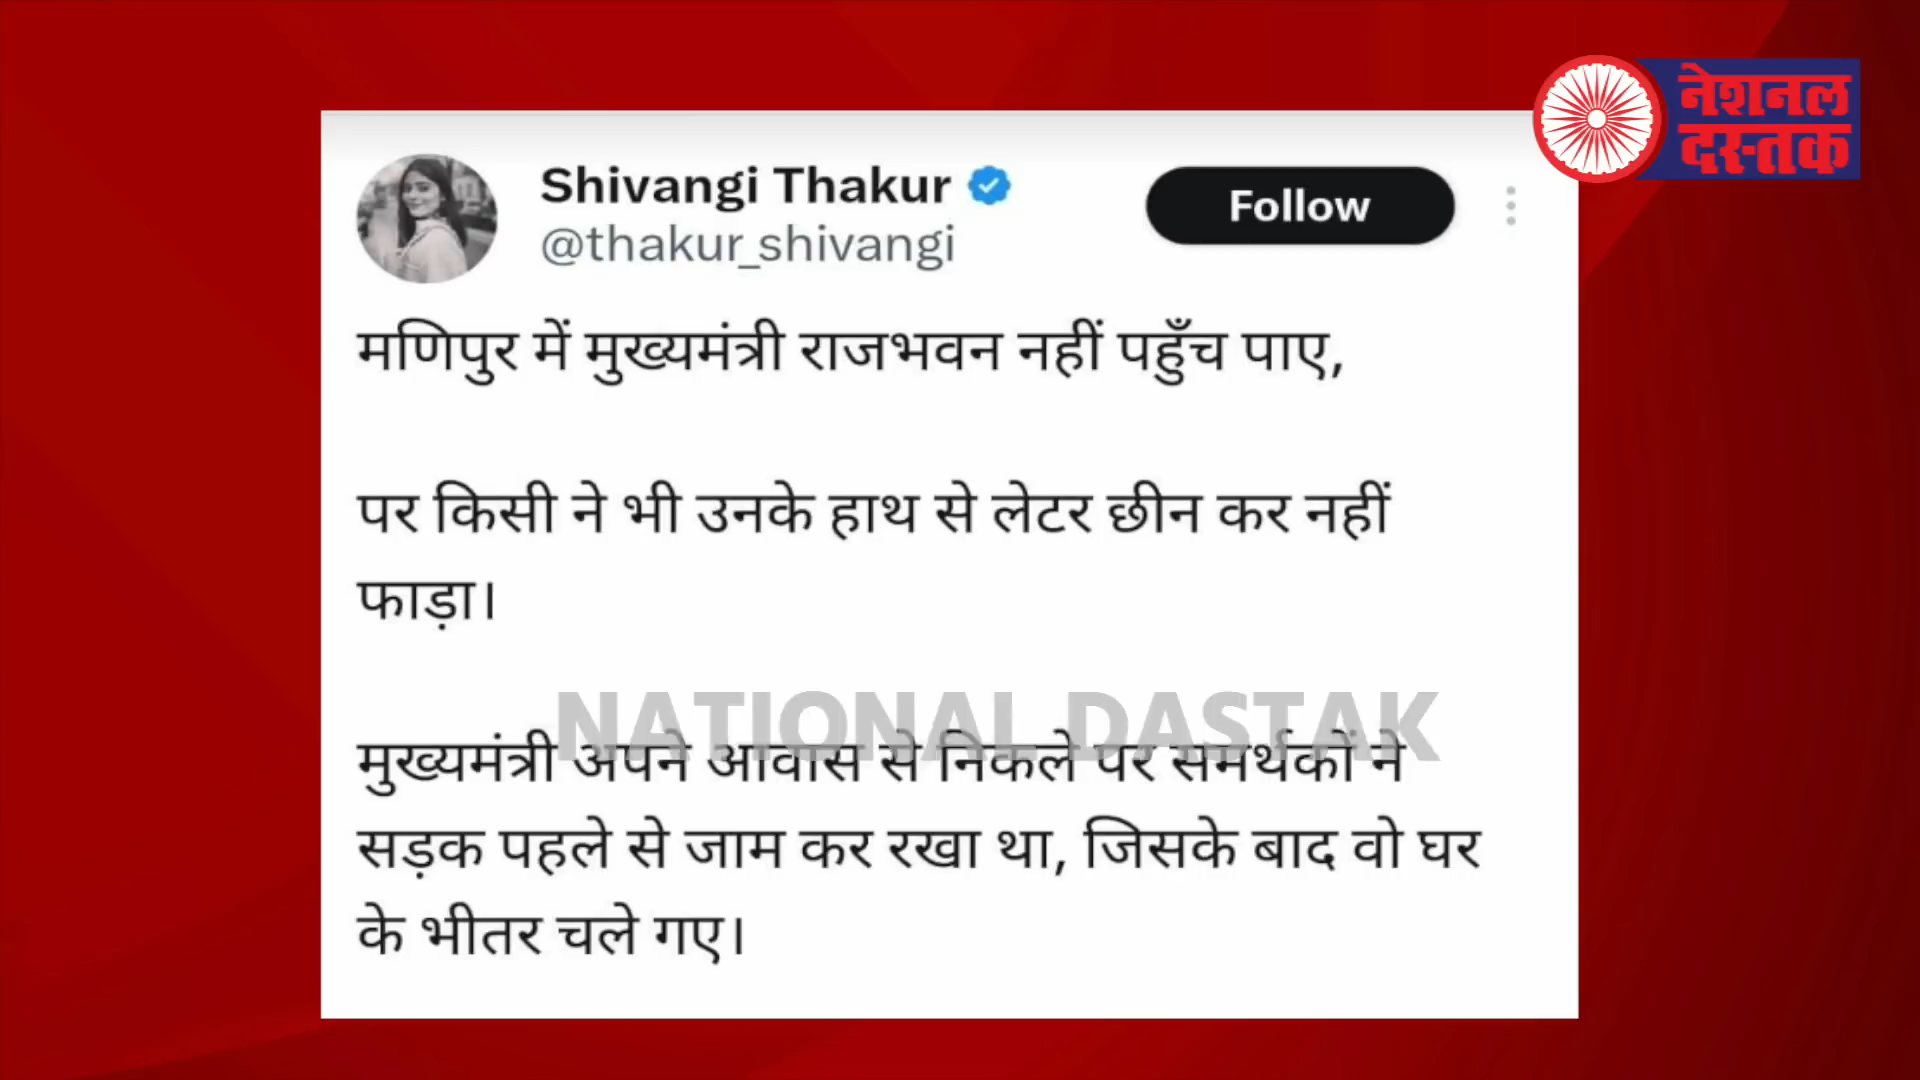 नेशनल
दस्तक
Shivangi Thakur
Follow
@thakur_shivangi
मणिपुर में मुख्यमंत्री राजभवन नहीं पहुँच पाए,
पर किसी ने भी उनके हाथ से लेटर छीन कर नहीं
फाड़ा।
NATIONAL DASTAK
मुख्यमंत्री अपने आवास से निकले पर समर्थकों ने
सड़क पहले से जाम कर रखा था, जिसके बाद वो घर
के भीतर चले गए।